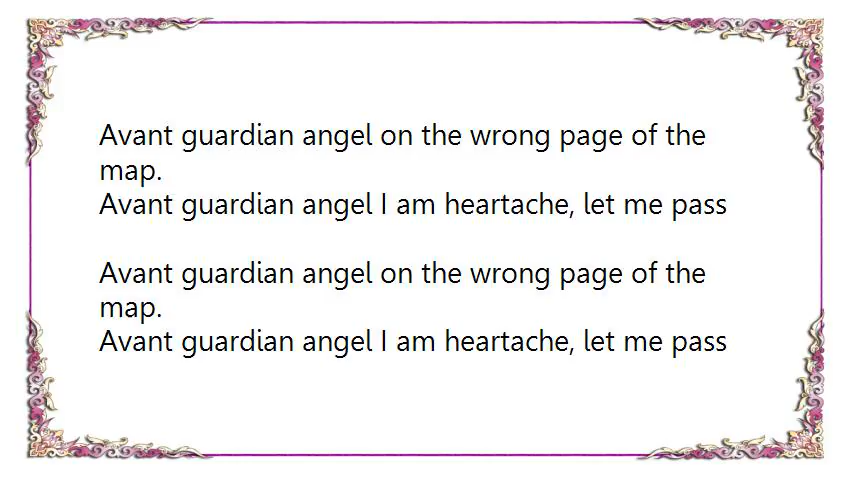 Avant guardian angel on the wrong page of the
map.
Avant guardian angel I am heartache, let me pass
Avant guardian angel on the wrong page of the
map.
Avant guardian angel I am heartache, let me pass